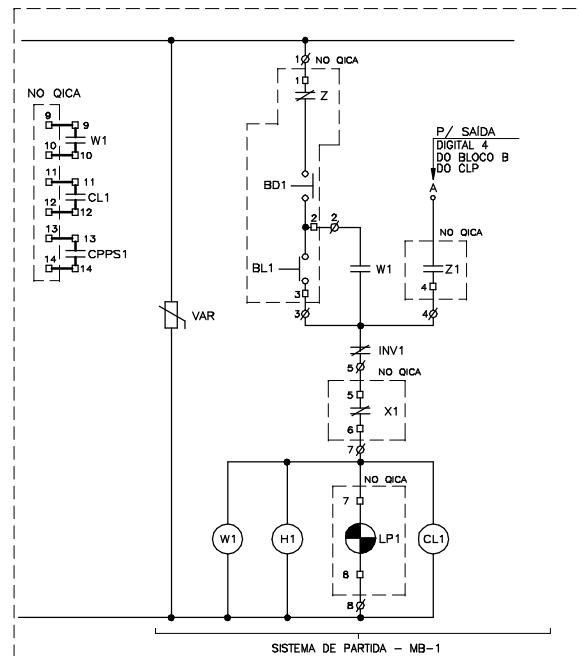 1
NO QICA
1
Z
NO QICA
9
9
W1
10
10
11
11
CL1
12
12
13
13
CPPS1
14
14
P/ SAÍDA
DIGITAL 4
DO BLOCO B
DO CLP
A
BD1
2
2
NO QICA
BL1
W1
Z1
3
4
VAR
3
4
INV1
5
NO QICA
5
X1
6
7
NO QICA
7
W1
H1
LP1
CL1
8
8
SISTEMA DE PARTIDA – MB-1